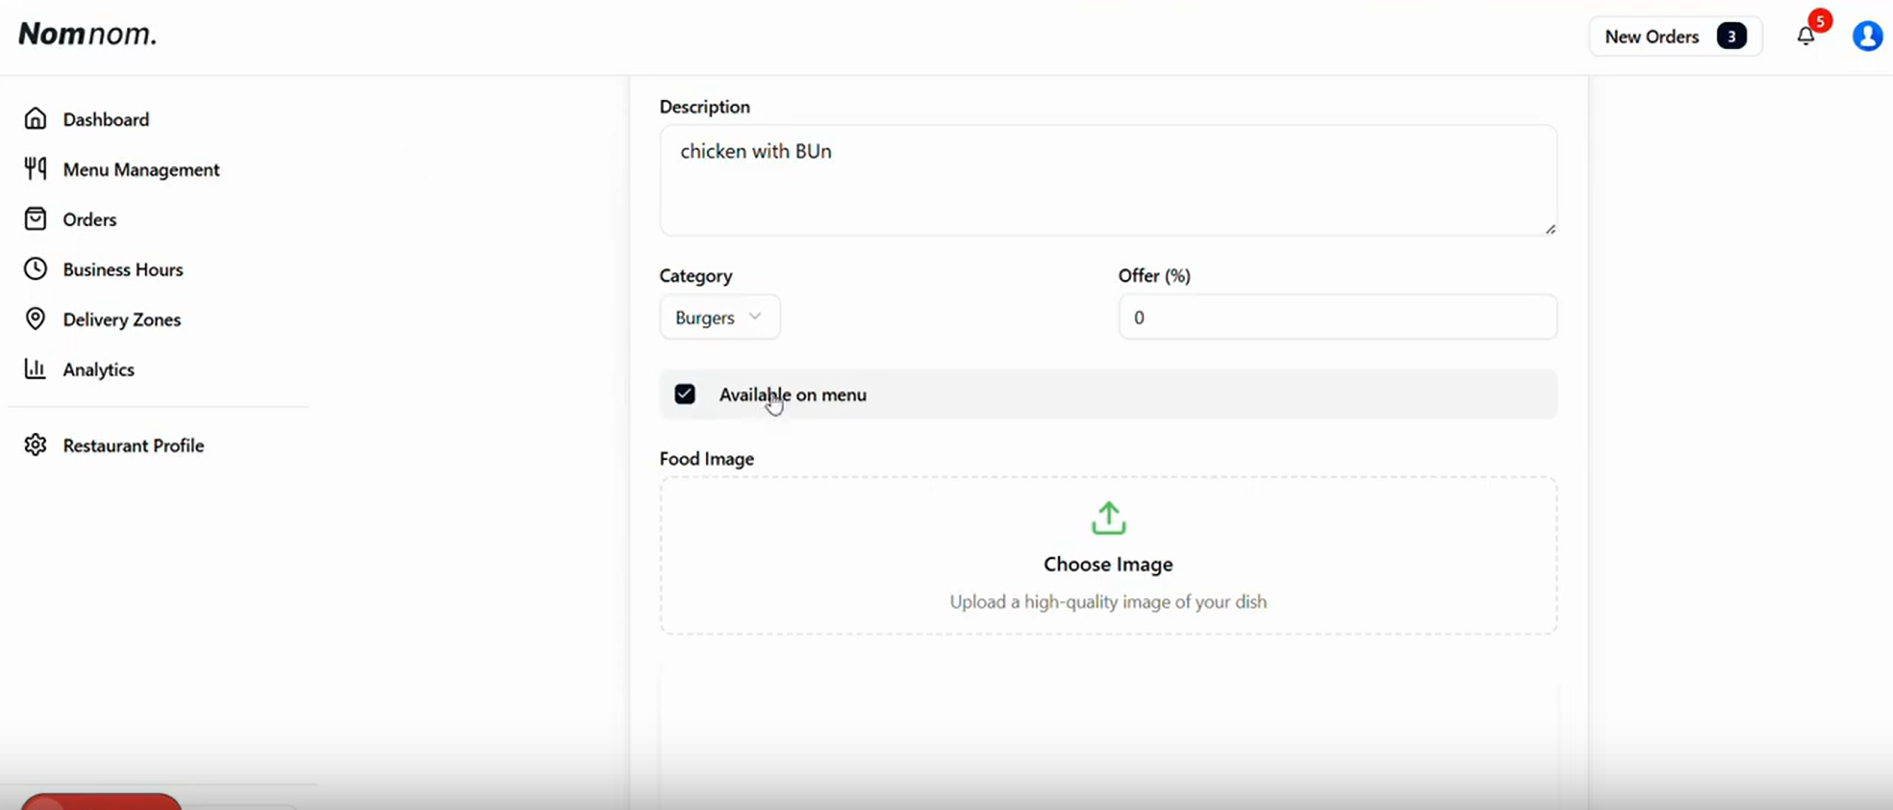 Nomnom.
New Orders 3
5
Dashboard
Menu Management
Orders
Business Hours
Delivery Zones
Analytics
Restaurant Profile
Description
chicken with BUn
Category
Offer (%)
Burgers
0
Available on menu
Food Image
Choose Image
Upload a high-quality image of your dish